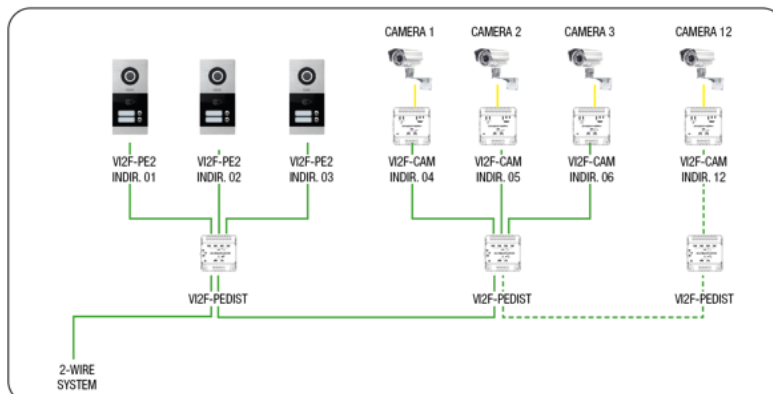 CAMERA 1
CAMERA 2
CAMERA 3
CAMERA 12
VI2F-PE2
INDIR. 01
VI2F-PE2
INDIR. 02
VI2F-PE2
INDIR. 03
VI2F-CAM
INDIR. 04
VI2F-CAM
INDIR. 05
VI2F-CAM
INDIR. 06
VI2F-CAM
INDIR. 12
VI2F-PEDIST
VI2F-PEDIST
VI2F-PEDIST
2-WIRE
SYSTEM